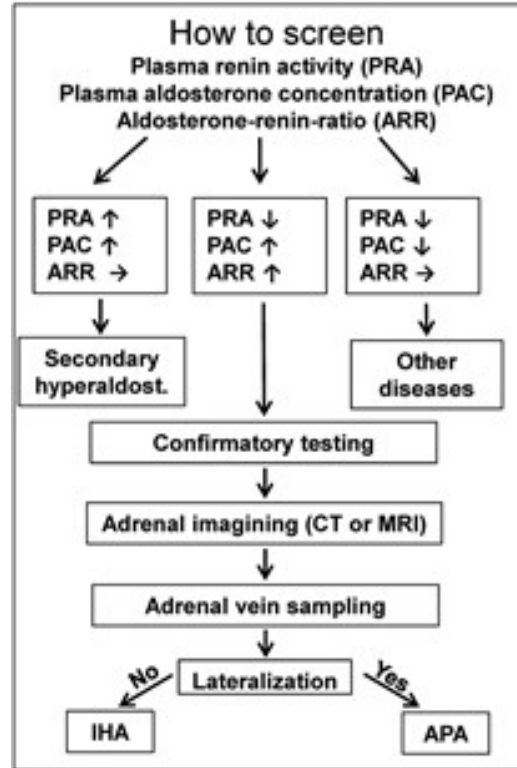 How to screen
Plasma renin activity (PRA)
Plasma aldosterone concentration (PAC)
Aldosterone-renin-ratio (ARR)
PRA ↑
PAC ↑
ARR →
PRA ↓
PAC ↑
ARR ↑
PRA ↓
PAC ↓
ARR →
Secondary
hyperaldost.
Other
diseases
Confirmatory testing
Adrenal imagining (CT or MRI)
Adrenal vein sampling
No
Lateralization
Yes
IHA
APA